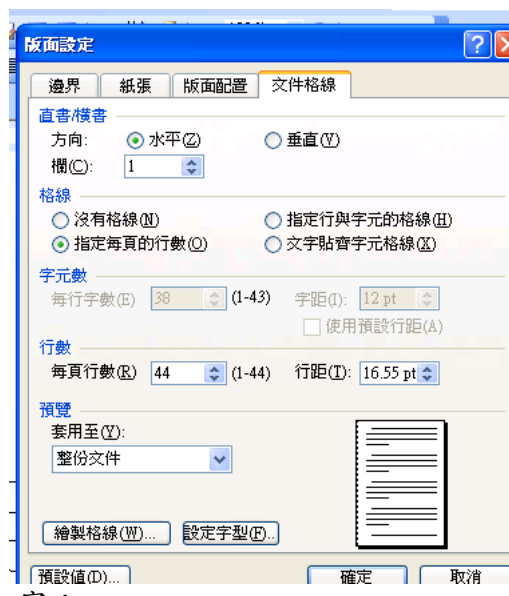 版面設定
邊界 紙張 版面配置 文件格線
直書/橫書
方向: 水平(Z) 垂直(V)
欄(C): 1
格線
沒有格線(N) 指定行與字元的格線(H)
指定每頁的行數(O) 文字貼齊字元格線(X)
字元數
每行字數(E) 38 (1-43) 字距(I): 12 pt
使用預設行距(A)
行數
每頁行數(R) 44 (1-44) 行距(T): 16.55 pt
預覽
套用至(Y):
整份文件
繪製格線(W)... 設定字型(F)..
預設值(D)... 確定 取消